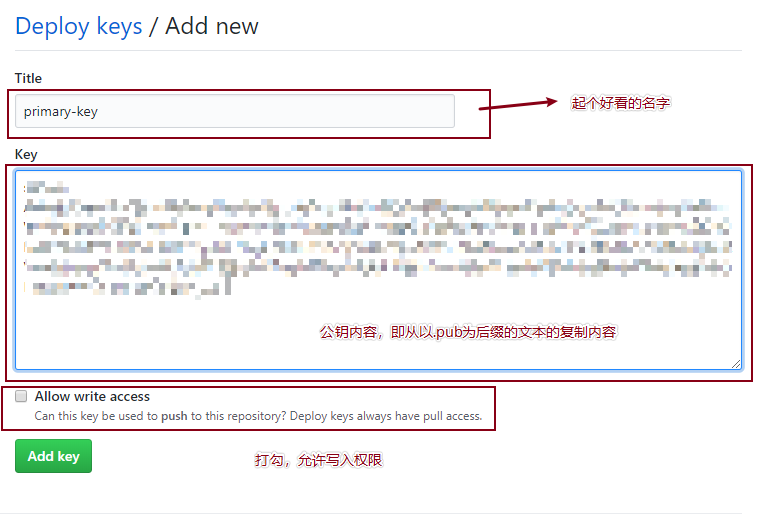 Deploy keys / Add new
Title
primary-key
起个好看的名字
Key
公钥内容，即从以.pub为后缀的文本的复制内容
Allow write access
Can this key be used to push to this repository? Deploy keys always have pull access.
Add key
打勾，允许写入权限